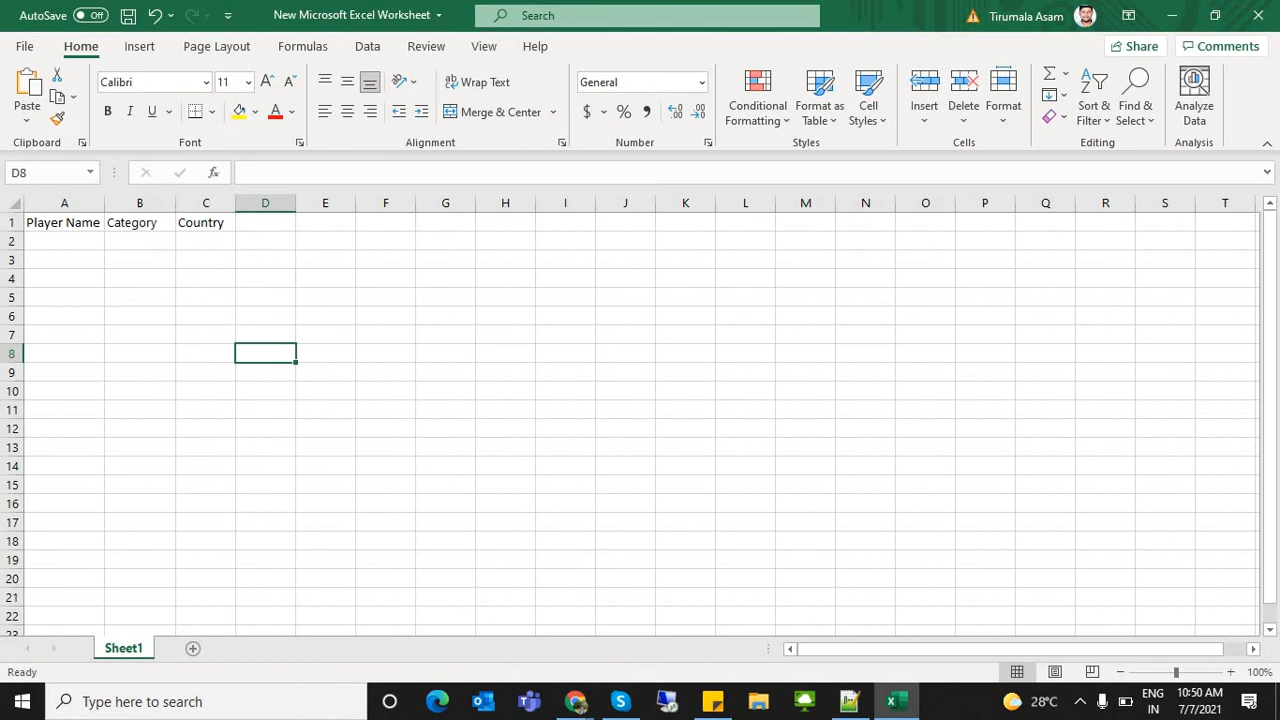 AutoSave Off New Microsoft Excel Worksheet Search Tirumala Asam
File Home Insert Page Layout Formulas Data Review View Help Share Comments
Paste Calibri 11 B I U A Wrap Text Merge & Center General $ % Conditional Formatting Format as Table Cell Styles Insert Delete Format Sort & Filter Find & Select Analyze Data
Clipboard Font Alignment Number Styles Cells Editing Analysis
D8 fx
A B C D E F G H I J K L M N O P Q R S T
1 Player Name Category Country
2
3
4
5
6
7
8
9
10
11
12
13
14
15
16
17
18
19
20
21
22
23
Sheet1
Ready 100%
Type here to search 28°C ENG IN 10:50 AM 7/7/2021